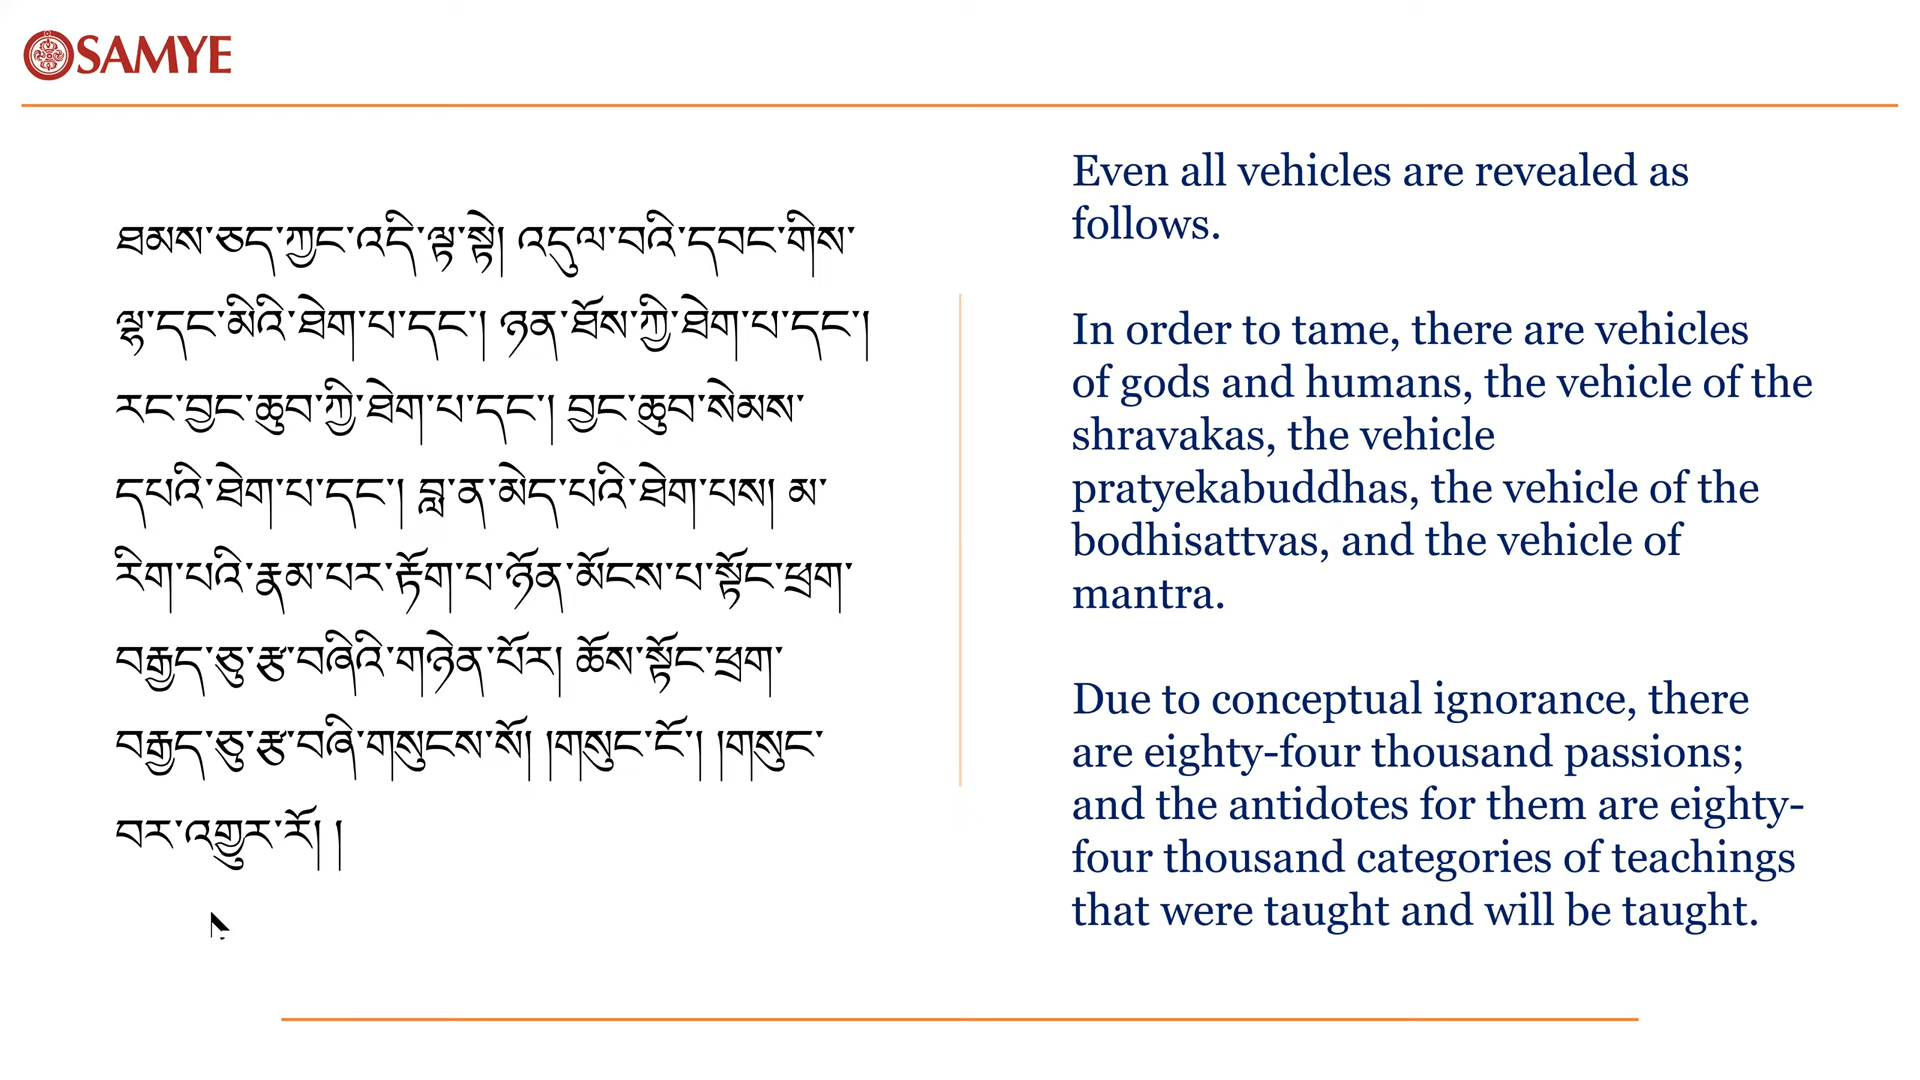 SAMYE
ཐམས་ཅད་ཀྱང་འདི་ལྟ་སྟེ། འདུལ་བའི་དབང་གིས་
ལྷ་དང་མིའི་ཐེག་པ་དང་། ཉན་ཐོས་ཀྱི་ཐེག་པ་དང་།
རང་བྱང་ཆུབ་ཀྱི་ཐེག་པ་དང་། བྱང་ཆུབ་སེམས་
དཔའི་ཐེག་པ་དང་། བླ་ན་མེད་པའི་ཐེག་པས། མ་
རིག་པའི་རྣམ་པར་རྟོག་པ་ཉོན་མོངས་པ་སྟོང་ཕྲག་
བརྒྱད་ཅུ་རྩ་བཞིའི་གཉེན་པོར། ཆོས་སྟོང་ཕྲག་
བརྒྱད་ཅུ་རྩ་བཞི་གསུངས་སོ། །གསུང་ངོ་། །གསུང་
བར་འགྱུར་རོ། །
Even all vehicles are revealed as
follows.
In order to tame, there are vehicles
of gods and humans, the vehicle of the
shravakas, the vehicle
pratyekabuddhas, the vehicle of the
bodhisattvas, and the vehicle of
mantra.
Due to conceptual ignorance, there
are eighty-four thousand passions;
and the antidotes for them are eighty-
four thousand categories of teachings
that were taught and will be taught.